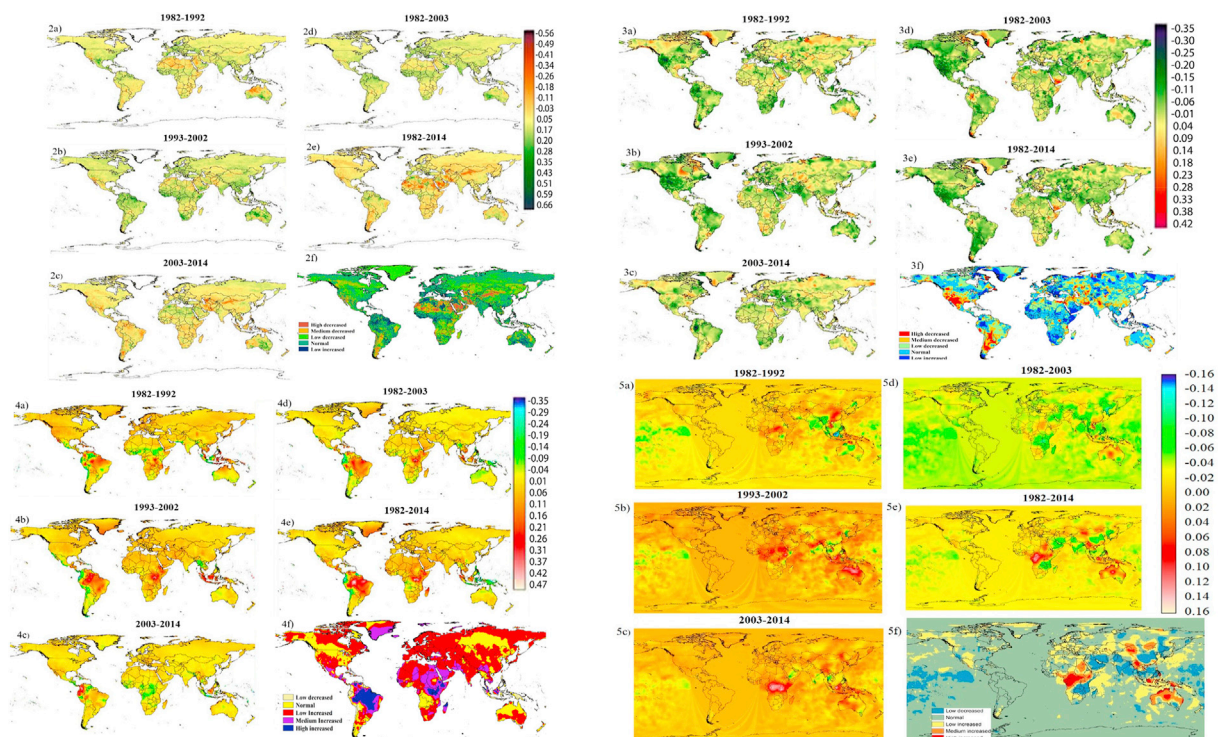 1982-1992
2a)
1982-2003
2d)
-0.56
-0.49
-0.41
-0.34
-0.26
-0.18
-0.11
-0.03
0.05
0.20
0.28
0.35
0.43
0.51
0.59
0.66
1993-2002
2b)
1982-2014
2e)
2003-2014
2c)
2f)
High decreased
Medium decreased
Low decreased
Normal
Low increased
1982-1992
3a)
1982-2003
3d)
-0.35
-0.30
-0.25
-0.20
-0.15
-0.11
-0.06
0.04
0.09
0.14
0.18
0.28
0.33
0.38
0.42
1993-2002
3b)
1982-2014
3e)
2003-2014
3c)
3f)
High decreased
Medium decreased
Low decreased
Normal
Low increased
1982-1992
4a)
1982-2003
4d)
-0.35
-0.29
-0.24
-0.19
-0.14
-0.09
-0.04
0.01
0.06
0.11
0.16
0.21
0.26
0.31
0.37
0.42
0.47
1993-2002
4b)
1982-2014
4e)
2003-2014
4c)
4f)
Low decreased
Normal
Low Increased
Medium Increased
High increased
1982-1992
5a)
1982-2003
5d)
-0.16
-0.14
-0.12
-0.10
-0.08
-0.06
-0.04
-0.02
0.00
0.02
0.04
0.06
0.08
0.10
0.12
0.14
0.16
1993-2002
5b)
1982-2014
5e)
2003-2014
5c)
5f)
Low decreased
Normal
Low increased
Medium increased